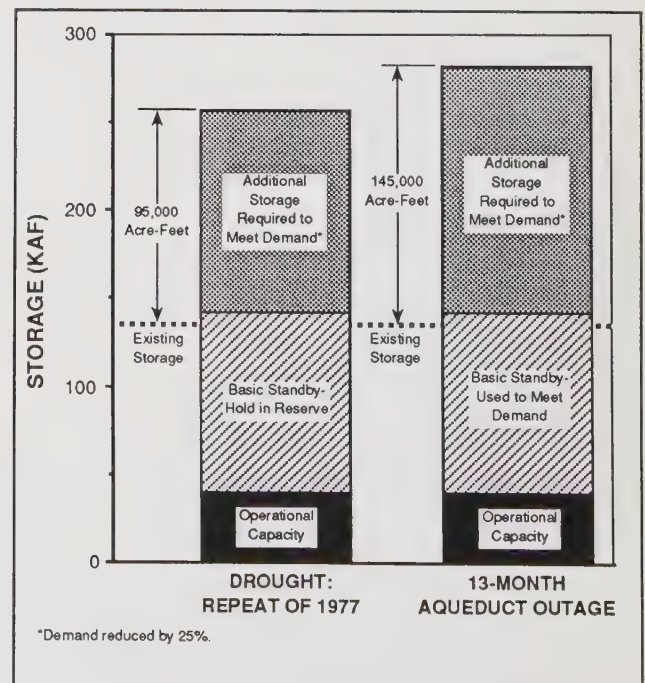 300
200
100
0
STORAGE (KAF)
95,000
Acre-Feet
Existing
Storage
Additional
Storage
Required to
Meet Demand*
Basic Standby-
Hold in Reserve
Operational
Capacity
145,000
Acre-Feet
Existing
Storage
Additional
Storage
Required to
Meet Demand*
Basic Standby-
Used to Meet
Demand
Operational
Capacity
DROUGHT:
REPEAT OF 1977
13-MONTH
AQUEDUCT OUTAGE
*Demand reduced by 25%.